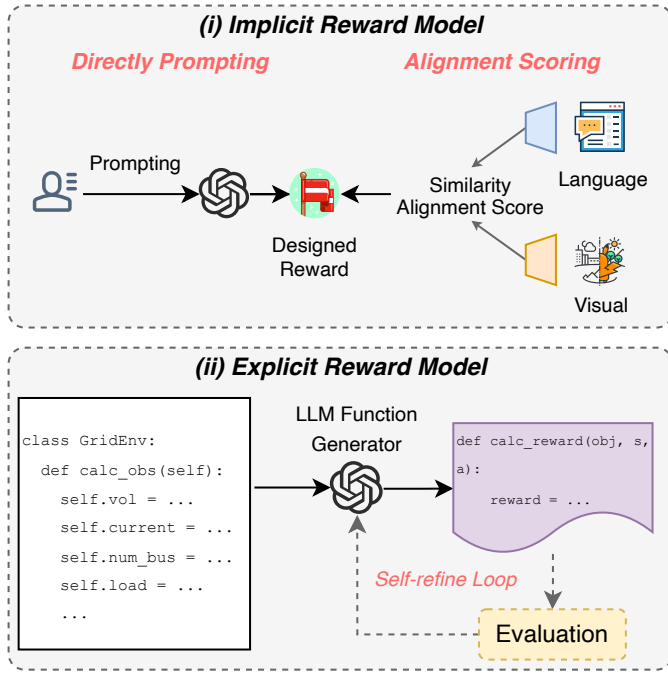 (i) Implicit Reward Model
Directly Prompting
Alignment Scoring
Prompting
Designed
Reward
Similarity
Alignment Score
Language
Visual
(ii) Explicit Reward Model
class GridEnv:
def calc_obs(self):
self.vol = ...
self.current = ...
self.num_bus = ...
self.load = ...
...
LLM Function
Generator
def calc_reward(obj, s,
a):
reward = ...
Self-refine Loop
Evaluation